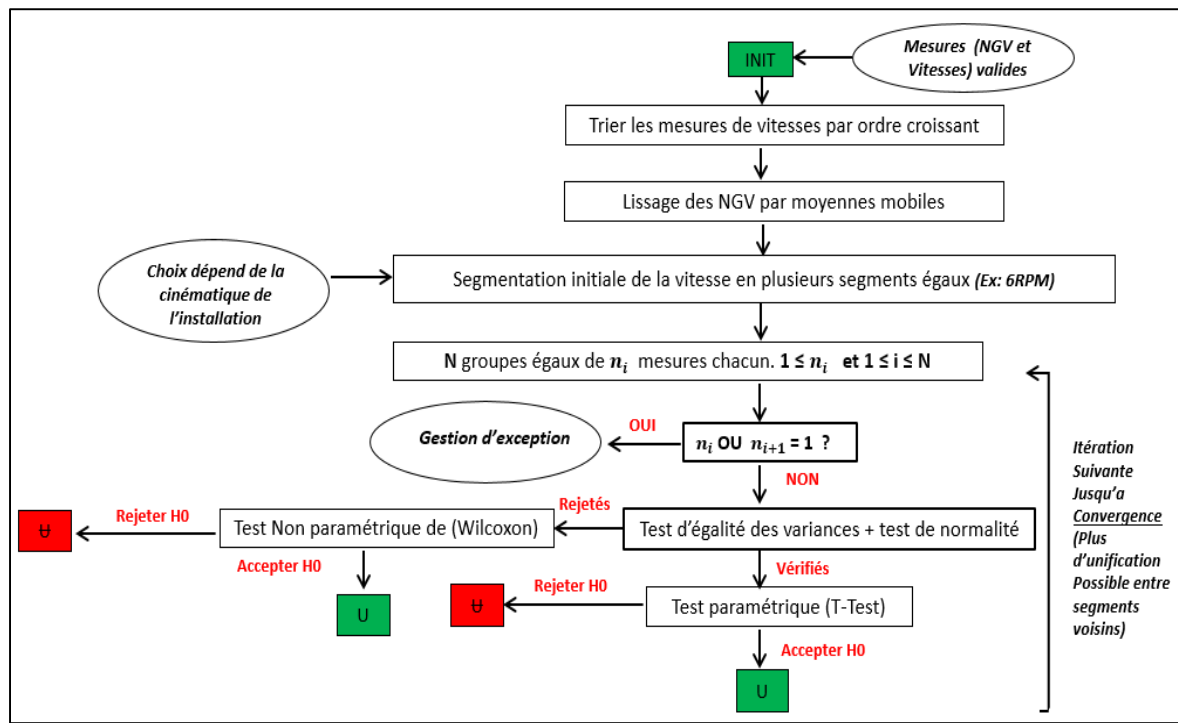 INIT
Mesures (NGV et
Vitesses) valides
Trier les mesures de vitesses par ordre croissant
Lissage des NGV par moyennes mobiles
Choix dépend de la
cinématique de
l'installation
Segmentation initiale de la vitesse en plusieurs segments égaux (Ex: 6RPM)
N groupes égaux de nᵢ mesures chacun. 1 ≤ nᵢ et 1 ≤ i ≤ N
Gestion d'exception
OUI
nᵢ OU nᵢ₊₁ = 1 ?
NON
Itération
Suivante
Jusqu'a
Convergence
(Plus
d'unification
Possible entre
segments
voisins)
Ʉ
Rejeter H0
Test Non paramétrique de (Wilcoxon)
Rejetés
Test d'égalité des variances + test de normalité
Accepter H0
Vérifiés
U
Ʉ
Rejeter H0
Test paramétrique (T-Test)
Accepter H0
U